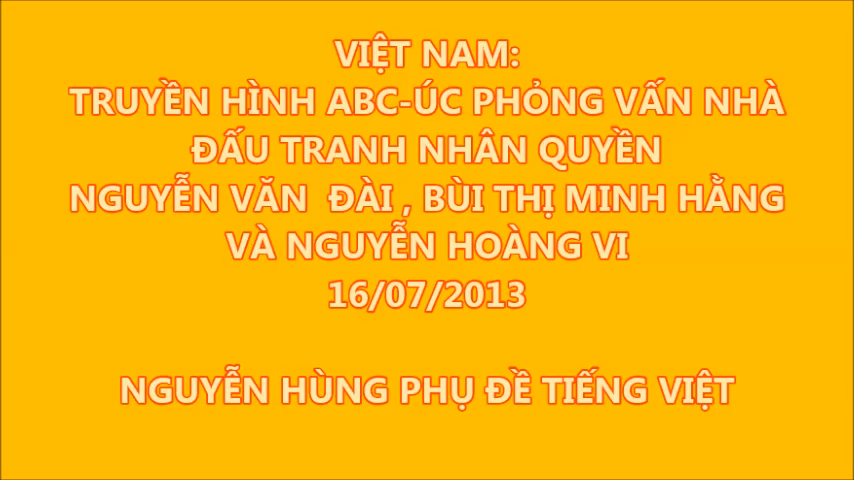 VIỆT NAM:
TRUYỀN HÌNH ABC-ÚC PHỎNG VẤN NHÀ
ĐẤU TRANH NHÂN QUYỀN
NGUYỄN VĂN ĐÀI , BÙI THỊ MINH HẰNG
VÀ NGUYỄN HOÀNG VI
16/07/2013
NGUYỄN HÙNG PHỤ ĐỀ TIẾNG VIỆT